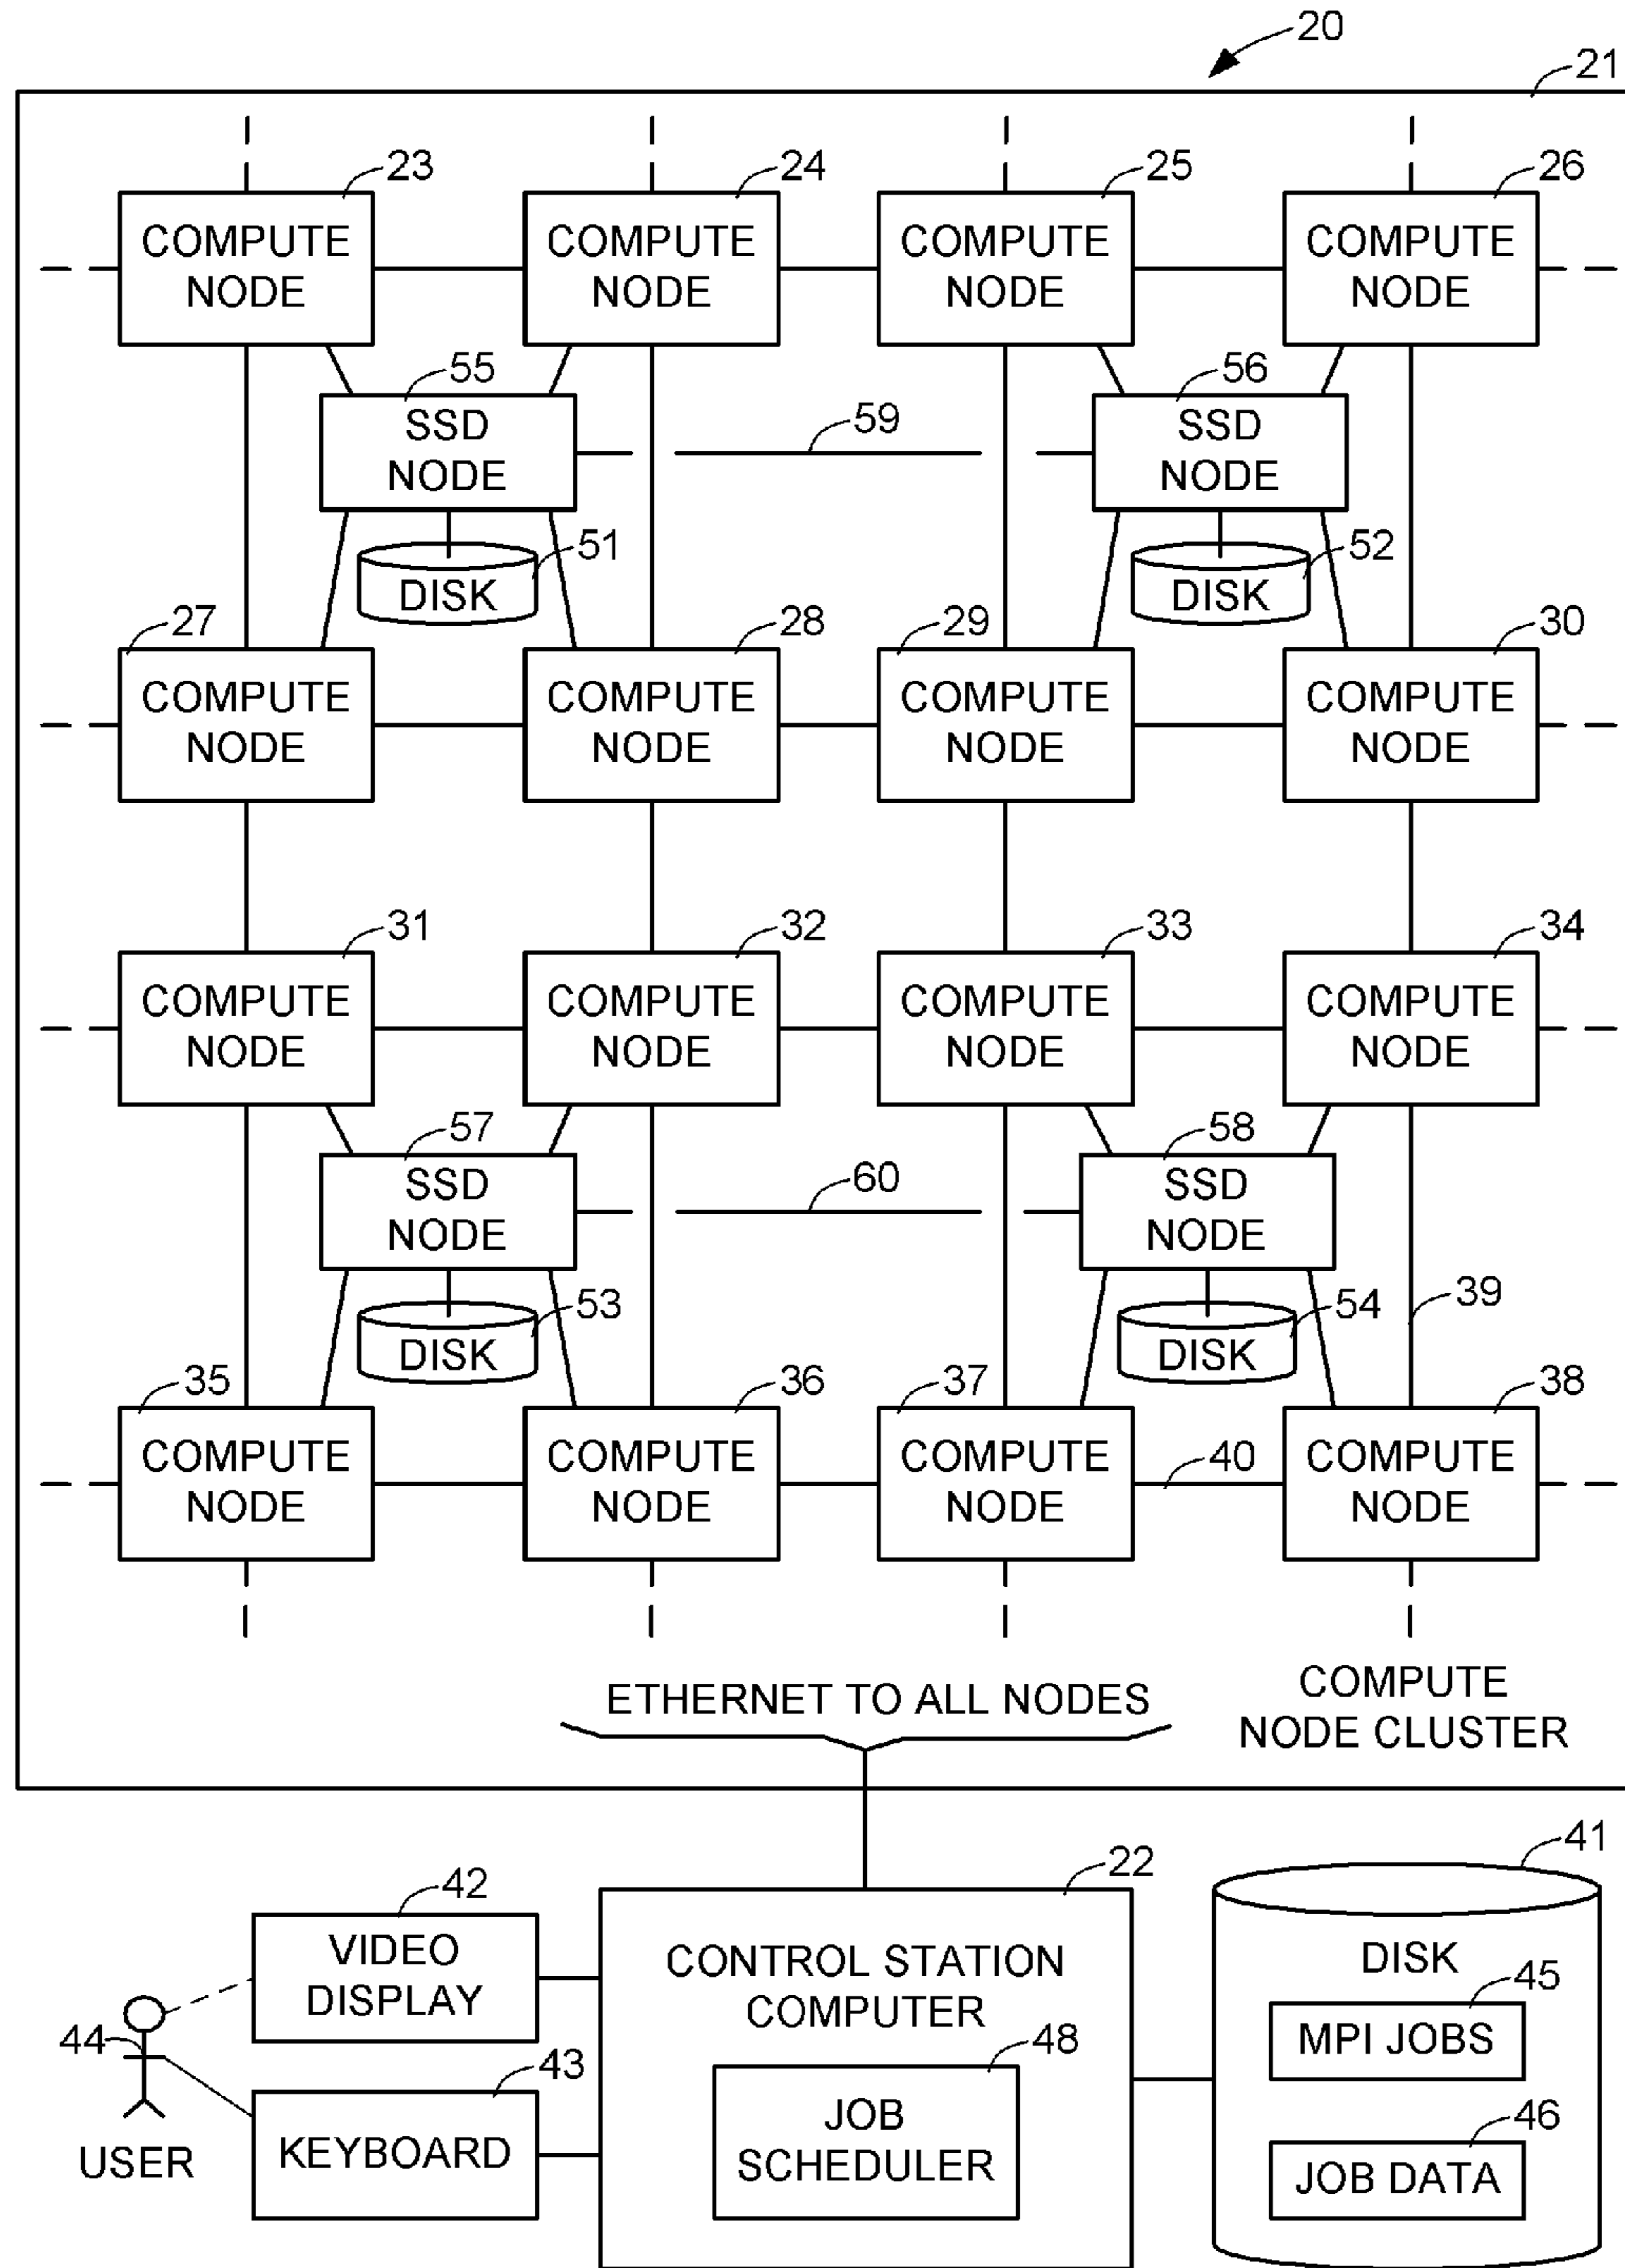 20
21
23
24
25
26
COMPUTE
NODE
COMPUTE
NODE
COMPUTE
NODE
COMPUTE
NODE
55
56
SSD
NODE
59
SSD
NODE
51
DISK
52
DISK
27
28
29
30
COMPUTE
NODE
COMPUTE
NODE
COMPUTE
NODE
COMPUTE
NODE
31
32
33
34
COMPUTE
NODE
COMPUTE
NODE
COMPUTE
NODE
COMPUTE
NODE
57
58
SSD
NODE
60
SSD
NODE
53
DISK
54
DISK
39
35
36
37
38
COMPUTE
NODE
COMPUTE
NODE
COMPUTE
NODE
40
COMPUTE
NODE
ETHERNET TO ALL NODES
COMPUTE
NODE CLUSTER
42
22
41
VIDEO
DISPLAY
CONTROL STATION
COMPUTER
DISK
45
MPI JOBS
44
43
48
USER
KEYBOARD
JOB
SCHEDULER
46
JOB DATA